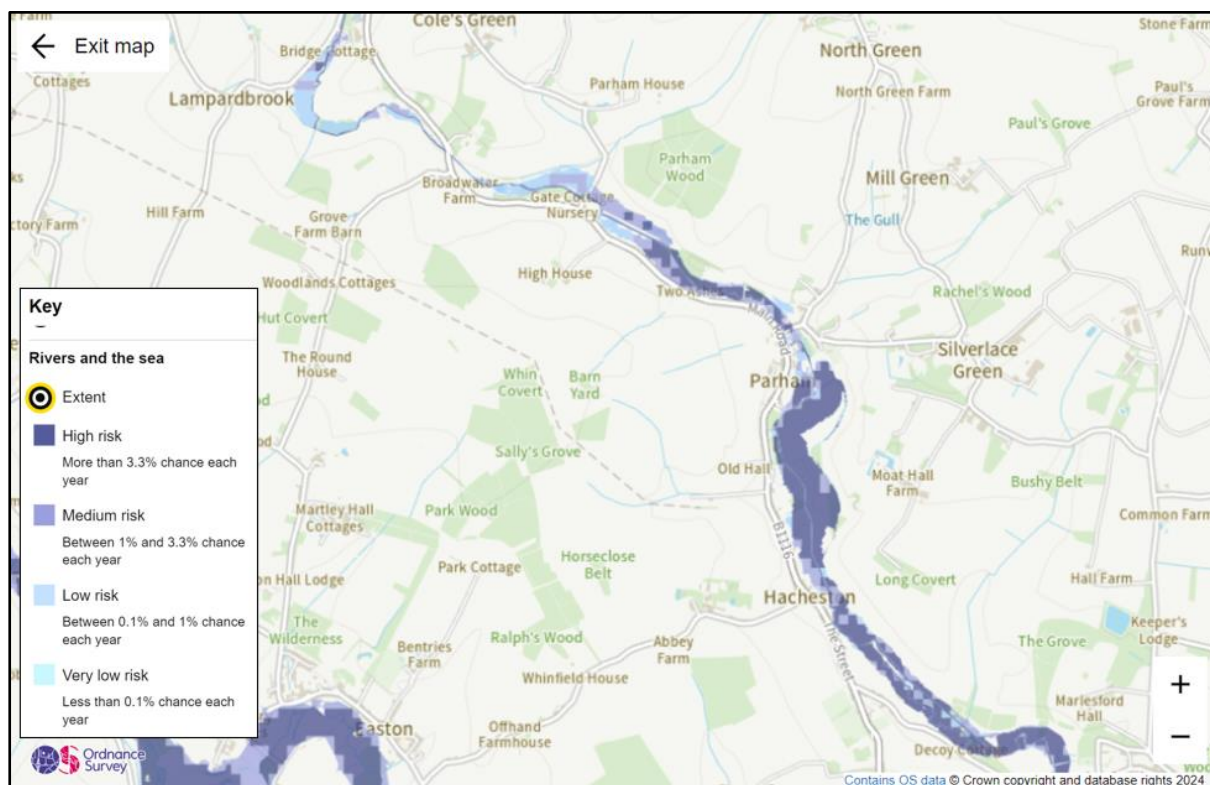 Cole's Green
Stone Farm
Exit map
Bridge Cottage
North Green
Cottages
Parham House
Paul's
Grove Farm
Lampardbrook
North Green Farm
Paul's Grove
Parham
Wood
Broadwater
Farm
Mill Green
Gate Cottage
Nursery
Hill Farm
The Gull
Grove
Farm Barn
High House
Woodlands Cottages
Two Ashes
Main Road
Rachel's Wood
Key
Hut Covert
Rivers and the sea
The Round
House
Silverlace
Green
Whin
Covert
Barn
Yard
Parham
Extent
High risk
More than 3.3% chance each
year
Sally's Grove
Old Hall
Moat Hall
Farm
Bushy Belt
Medium risk
Between 1% and 3.3% chance
each year
Martley Hall
Cottages
Park Wood
B1116
Common Farm
Horseclose
Belt
Park Cottage
on Hall Lodge
Long Covert
Hall Farm
Low risk
Between 0.1% and 1% chance
each year
Hacheston
The
Wilderness
Ralph's Wood
The Street
The Grove
Keeper's
Lodge
Bentries
Farm
Abbey
Farm
Very low risk
Less than 0.1% chance each
year
Whinfield House
+
Marlesford
Hall
Easton
Offhand
Farmhouse
−
Decoy Cottage
Ordnance
Survey
Contains OS data © Crown copyright and database rights 2024